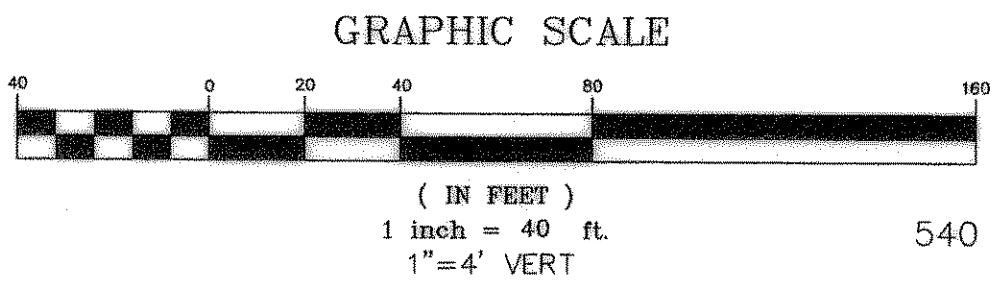 GRAPHIC SCALE
40 0 20 40 80 160
( IN FEET )
1 inch = 40 ft.
540
1"=4' VERT